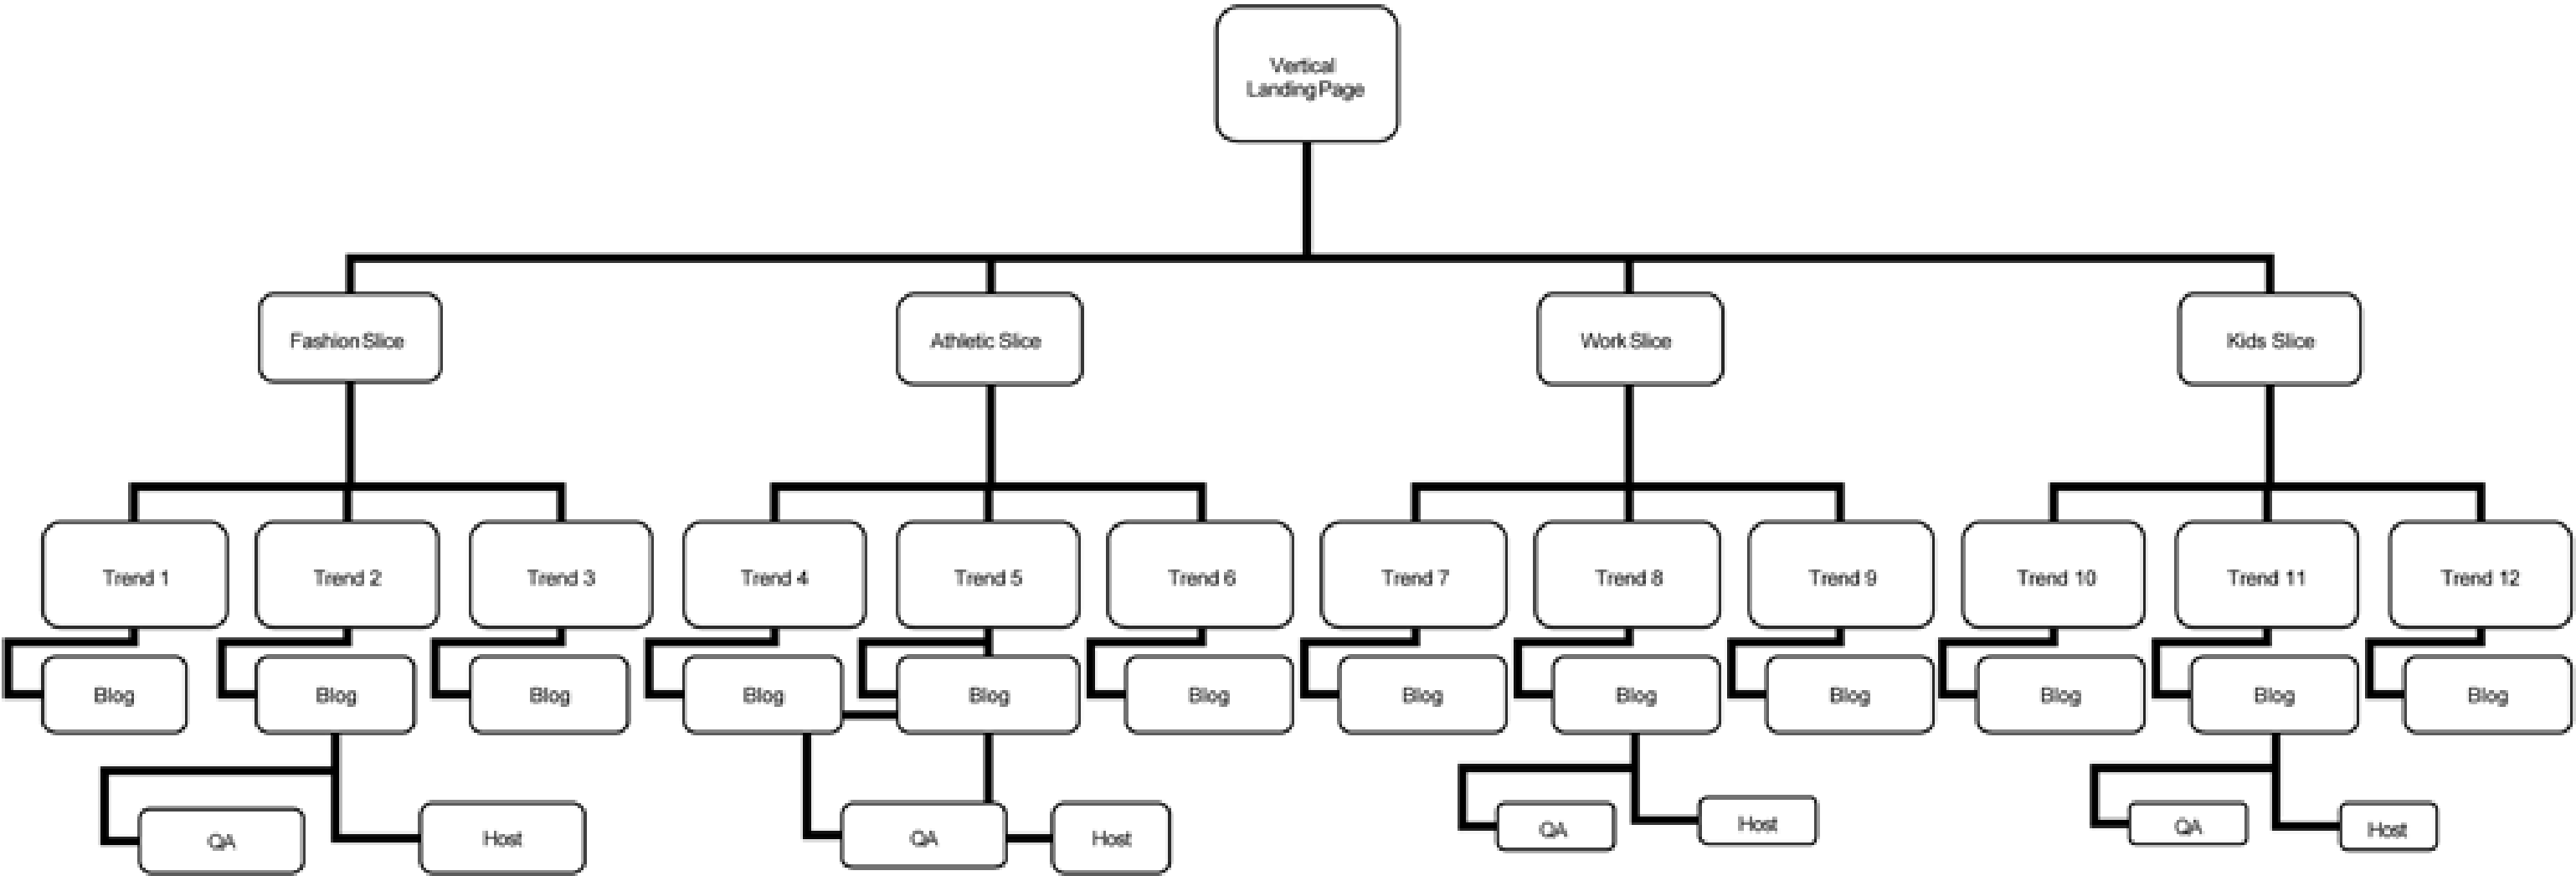 Vertical
Landing Page
Fashion Slice
Athletic Slice
Work Slice
Kids Slice
Trend 1
Trend 2
Trend 3
Trend 4
Trend 5
Trend 6
Trend 7
Trend 8
Trend 9
Trend 10
Trend 11
Trend 12
Blog
Blog
Blog
Blog
Blog
Blog
Blog
Blog
Blog
Blog
Blog
Blog
QA
Host
QA
Host
QA
Host
QA
Host